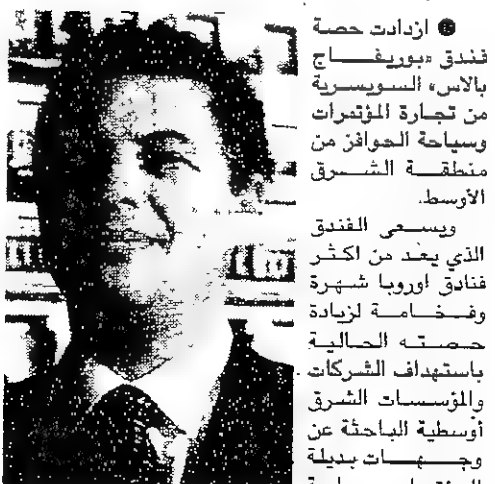 ● ازدادت حصة
فندق «بوريفاج
بالاس» السويسرية
من تجارة المؤتمرات
وسياحة الحوافز من
منطقة الشرق
الأوسط.
ويسعى الفندق
الذي يعد من اكثر
فنادق اوروبا شهرة
وفخامة لزيادة
حصته الحالية
باستهداف الشركات
والمؤسسات الشرق
أوسطية الباحثة عن
وجهات بديلة